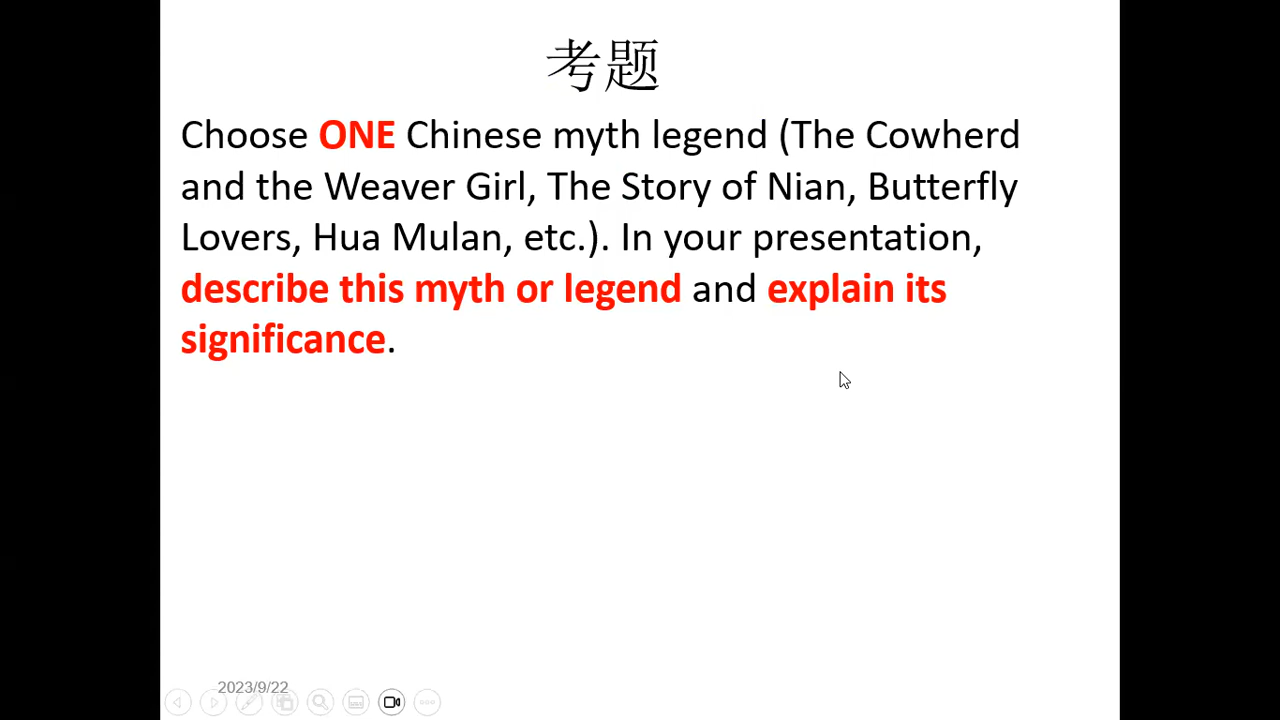 考题
Choose ONE Chinese myth legend (The Cowherd
and the Weaver Girl, The Story of Nian, Butterfly
Lovers, Hua Mulan, etc.). In your presentation,
describe this myth or legend and explain its
significance.
2023/9/22